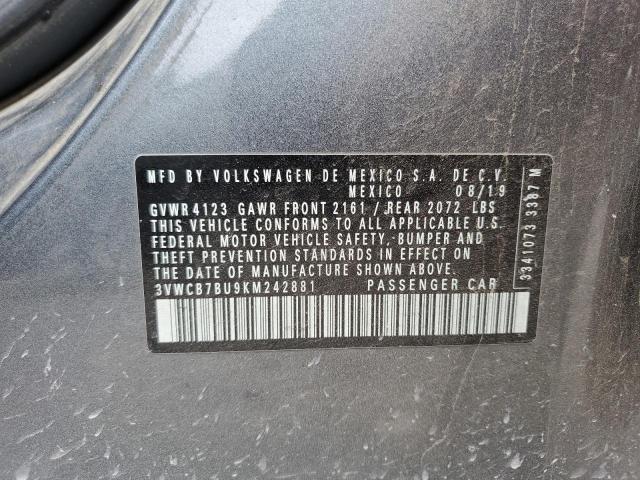 MFD BY VOLKSWAGEN DE MEXICO S.A. DE C.V.
MEXICO 08/19
GVWR 4123 GAWR FRONT 2161 / REAR 2072 LBS
THIS VEHICLE CONFORMS TO ALL APPLICABLE U.S.
FEDERAL MOTOR VEHICLE SAFETY, BUMPER AND
THEFT PREVENTION STANDARDS IN EFFECT ON THE
DATE OF MANUFACTURE SHOWN ABOVE.
3VWCB7BU9KM242881 PASSENGER CAR
3341073 3387 M